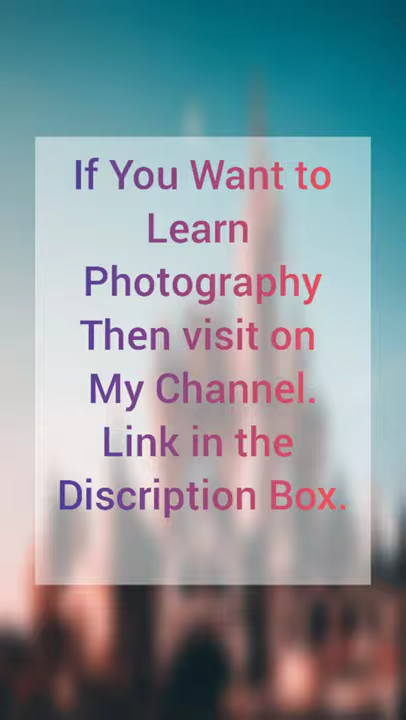 If You Want to
Learn
Photography
Then visit on
My Channel.
Link in the
Discription Box.